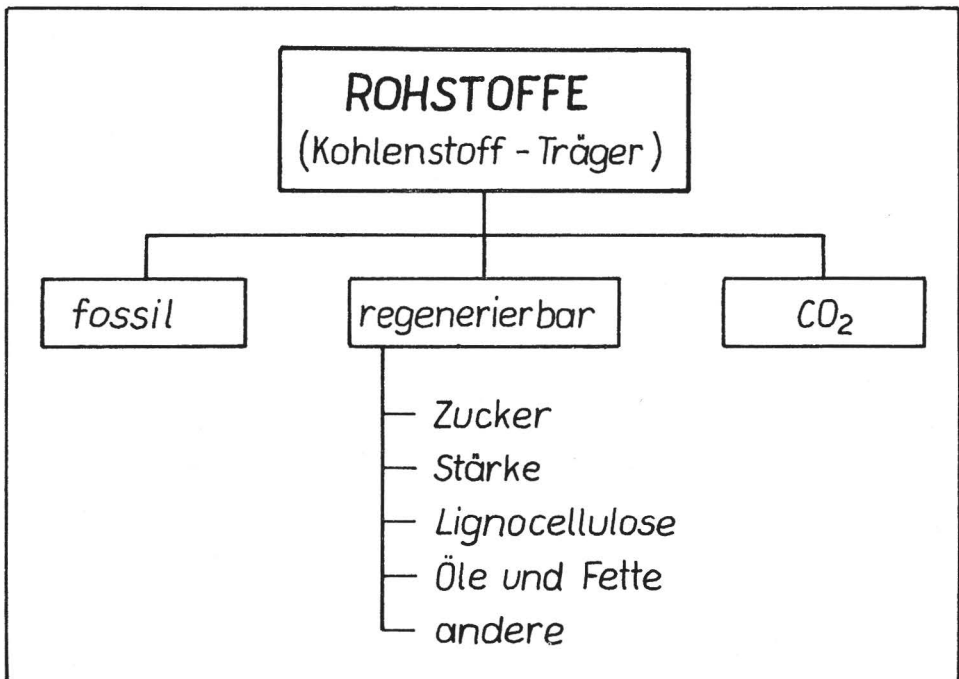 ROHSTOFFE
(Kohlenstoff - Träger)
fossil
regenerierbar
CO₂
Zucker
Stärke
Lignocellulose
Öle und Fette
andere